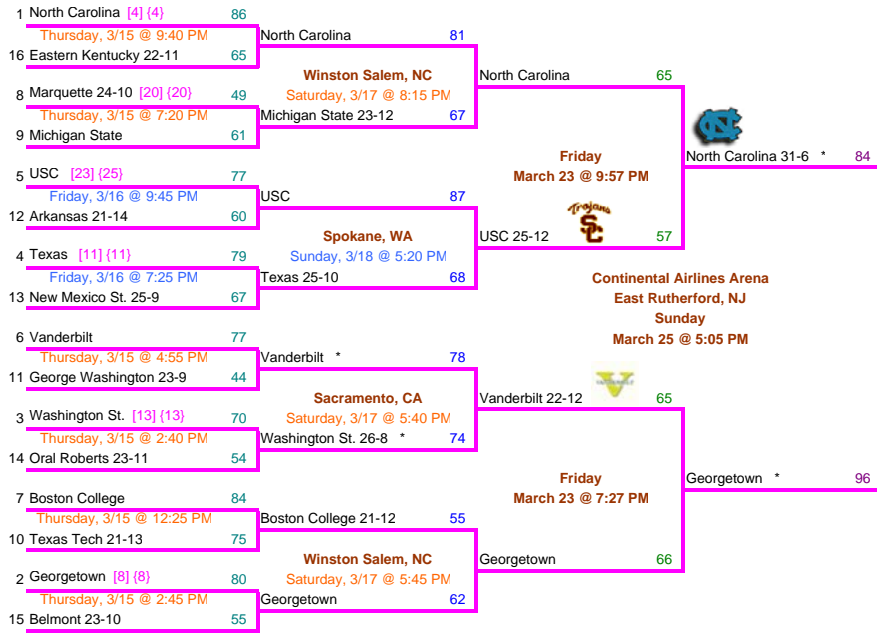 1 North Carolina [4] {4} 86
Thursday, 3/15 @ 9:40 PM
16 Eastern Kentucky 22-11 65
North Carolina 81
8 Marquette 24-10 [20] {20} 49
Thursday, 3/15 @ 7:20 PM
9 Michigan State 61
Michigan State 23-12 67
Winston Salem, NC
Saturday, 3/17 @ 8:15 PM
North Carolina 65
5 USC [23] {25} 77
Friday, 3/16 @ 9:45 PM
12 Arkansas 21-14 60
USC 87
4 Texas [11] {11} 79
Friday, 3/16 @ 7:25 PM
13 New Mexico St. 25-9 67
Texas 25-10 68
Spokane, WA
Sunday, 3/18 @ 5:20 PM
USC 25-12 57
Trojans
SC
Friday
March 23 @ 9:57 PM
NC
North Carolina 31-6 * 84
Continental Airlines Arena
East Rutherford, NJ
Sunday
March 25 @ 5:05 PM
6 Vanderbilt 77
Thursday, 3/15 @ 4:55 PM
11 George Washington 23-9 44
Vanderbilt * 78
3 Washington St. [13] {13} 70
Thursday, 3/15 @ 2:40 PM
14 Oral Roberts 23-11 54
Washington St. 26-8 * 74
Sacramento, CA
Saturday, 3/17 @ 5:40 PM
Vanderbilt 22-12 65
V
7 Boston College 84
Thursday, 3/15 @ 12:25 PM
10 Texas Tech 21-13 75
Boston College 21-12 55
2 Georgetown [8] {8} 80
Thursday, 3/15 @ 2:45 PM
15 Belmont 23-10 55
Georgetown 62
Winston Salem, NC
Saturday, 3/17 @ 5:45 PM
Georgetown 66
Friday
March 23 @ 7:27 PM
Georgetown * 96